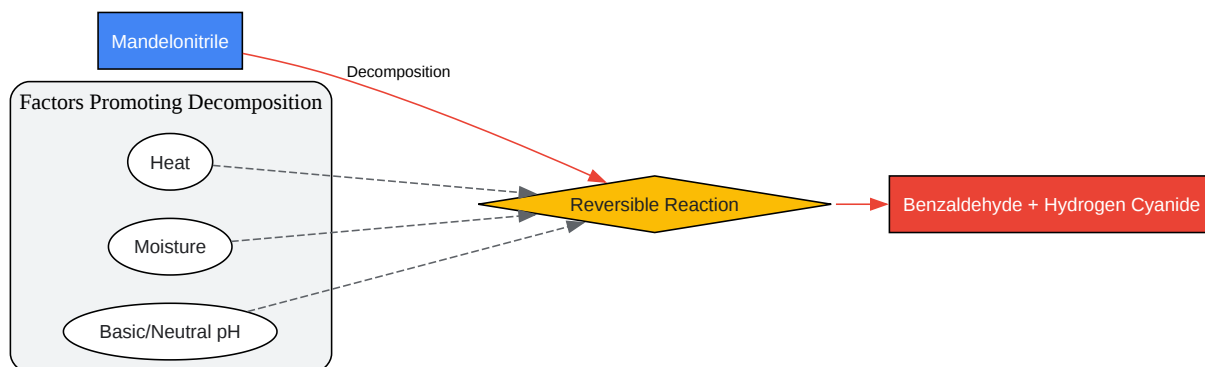 Mandelonitrile
Decomposition
Factors Promoting Decomposition
Heat
Moisture
Basic/Neutral pH
Reversible Reaction
Benzaldehyde + Hydrogen Cyanide